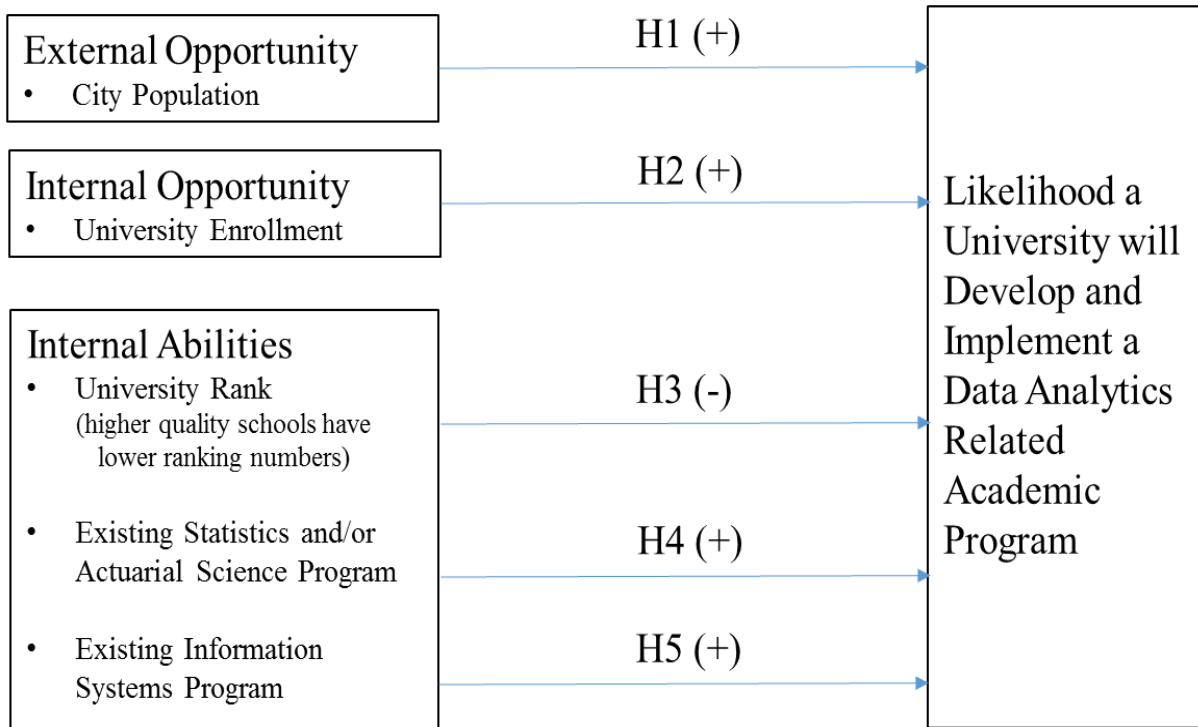 External Opportunity
• City Population
H1 (+)
Internal Opportunity
• University Enrollment
H2 (+)
Internal Abilities
• University Rank
(higher quality schools have
lower ranking numbers)
H3 (-)
• Existing Statistics and/or
Actuarial Science Program
H4 (+)
• Existing Information
Systems Program
H5 (+)
Likelihood a
University will
Develop and
Implement a
Data Analytics
Related
Academic
Program